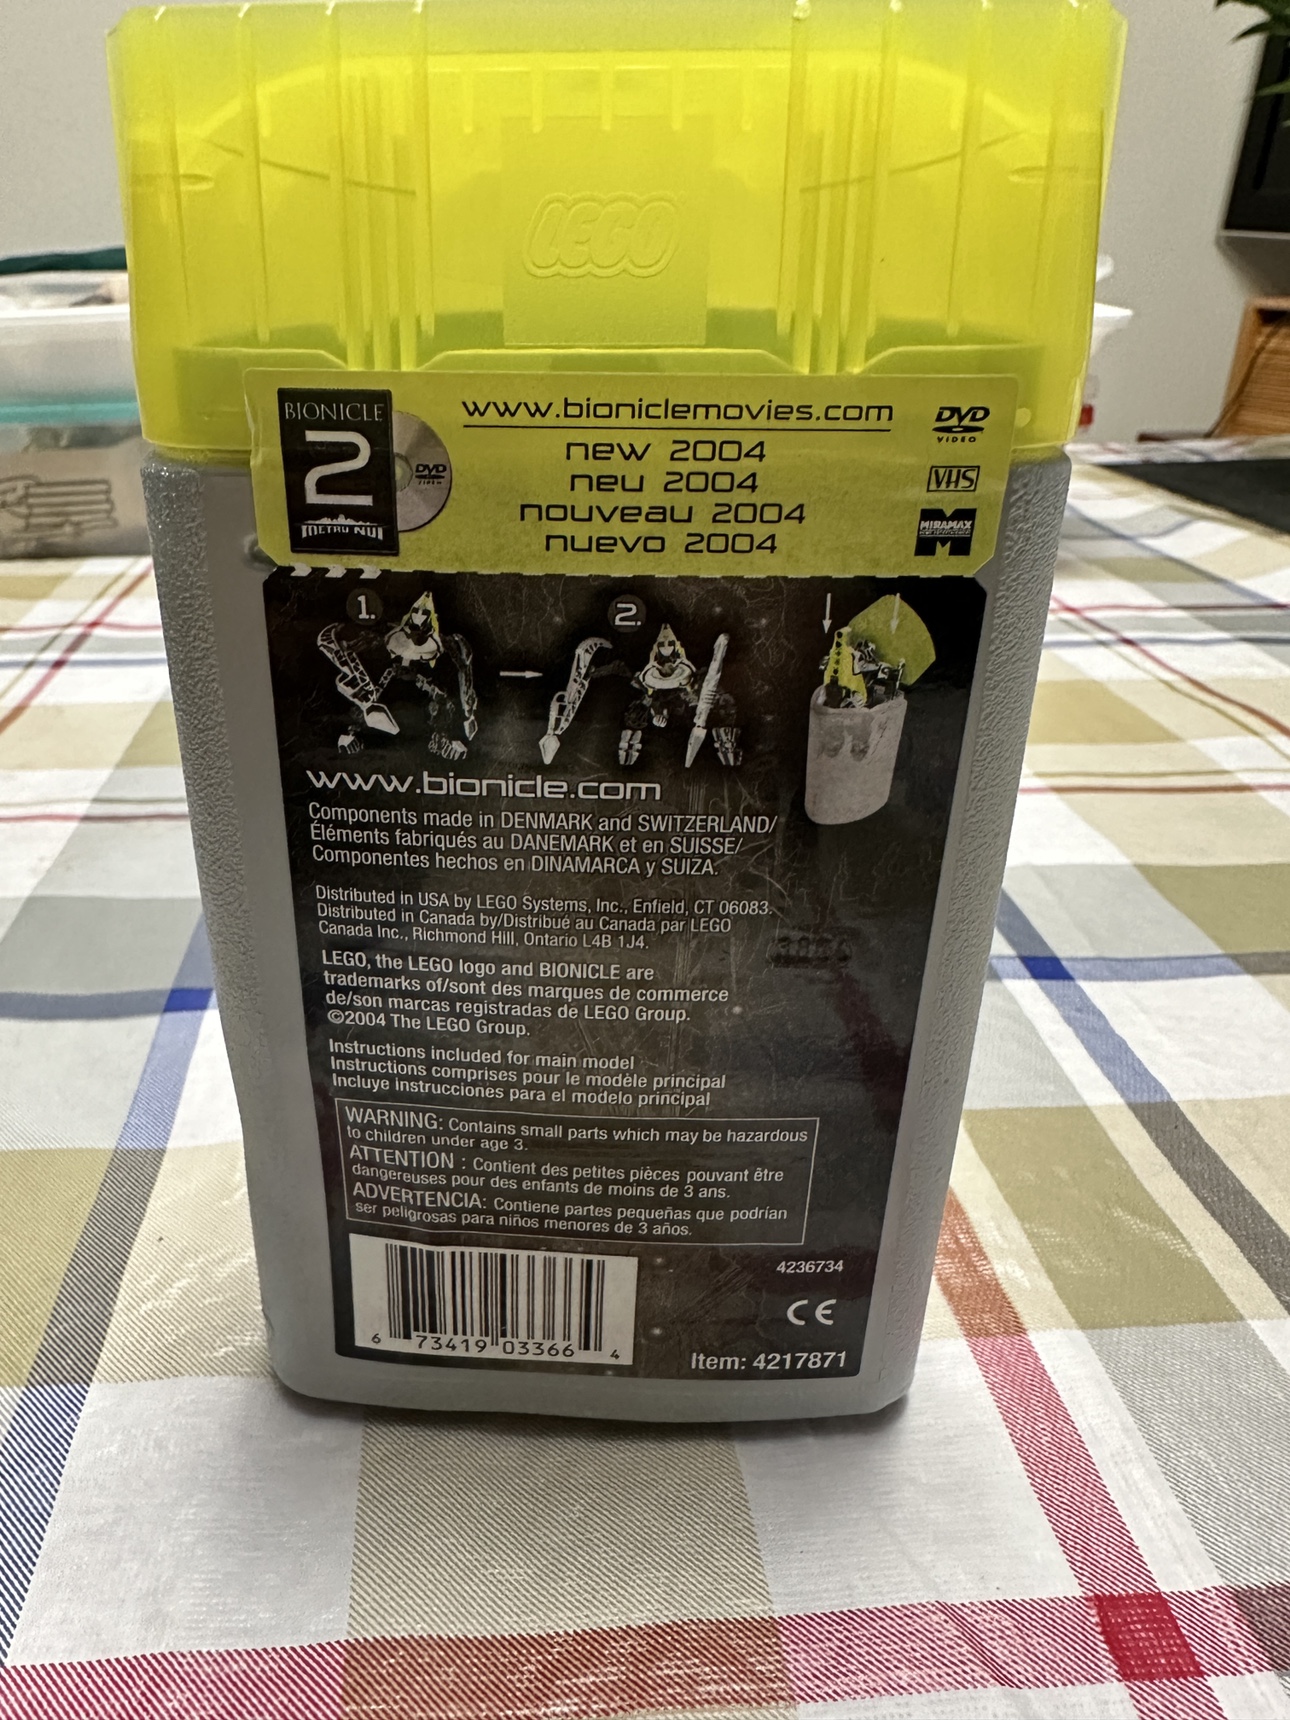 LEGO
BIONICLE
2
METRU NUI
DVD
VIDEO
www.bioniclemovies.com
new 2004
neu 2004
nouveau 2004
nuevo 2004
DVD
VIDEO
VHS
MIRAMAX
1.
2.
www.bionicle.com
Components made in DENMARK and SWITZERLAND/
Éléments fabriqués au DANEMARK et en SUISSE/
Componentes hechos en DINAMARCA y SUIZA.
Distributed in USA by LEGO Systems, Inc., Enfield, CT 06083.
Distributed in Canada by/Distribué au Canada par LEGO
Canada Inc., Richmond Hill, Ontario L4B 1J4.
LEGO, the LEGO logo and BIONICLE are
trademarks of/sont des marques de commerce
de/son marcas registradas de LEGO Group.
©2004 The LEGO Group.
Instructions included for main model
Instructions comprises pour le modèle principal
Incluye instrucciones para el modelo principal
WARNING: Contains small parts which may be hazardous
to children under age 3.
ATTENTION : Contient des petites pièces pouvant être
dangereuses pour des enfants de moins de 3 ans.
ADVERTENCIA: Contiene partes pequeñas que podrían
ser peligrosas para niños menores de 3 años.
6 73419 03366 4
4236734
CE
Item: 4217871